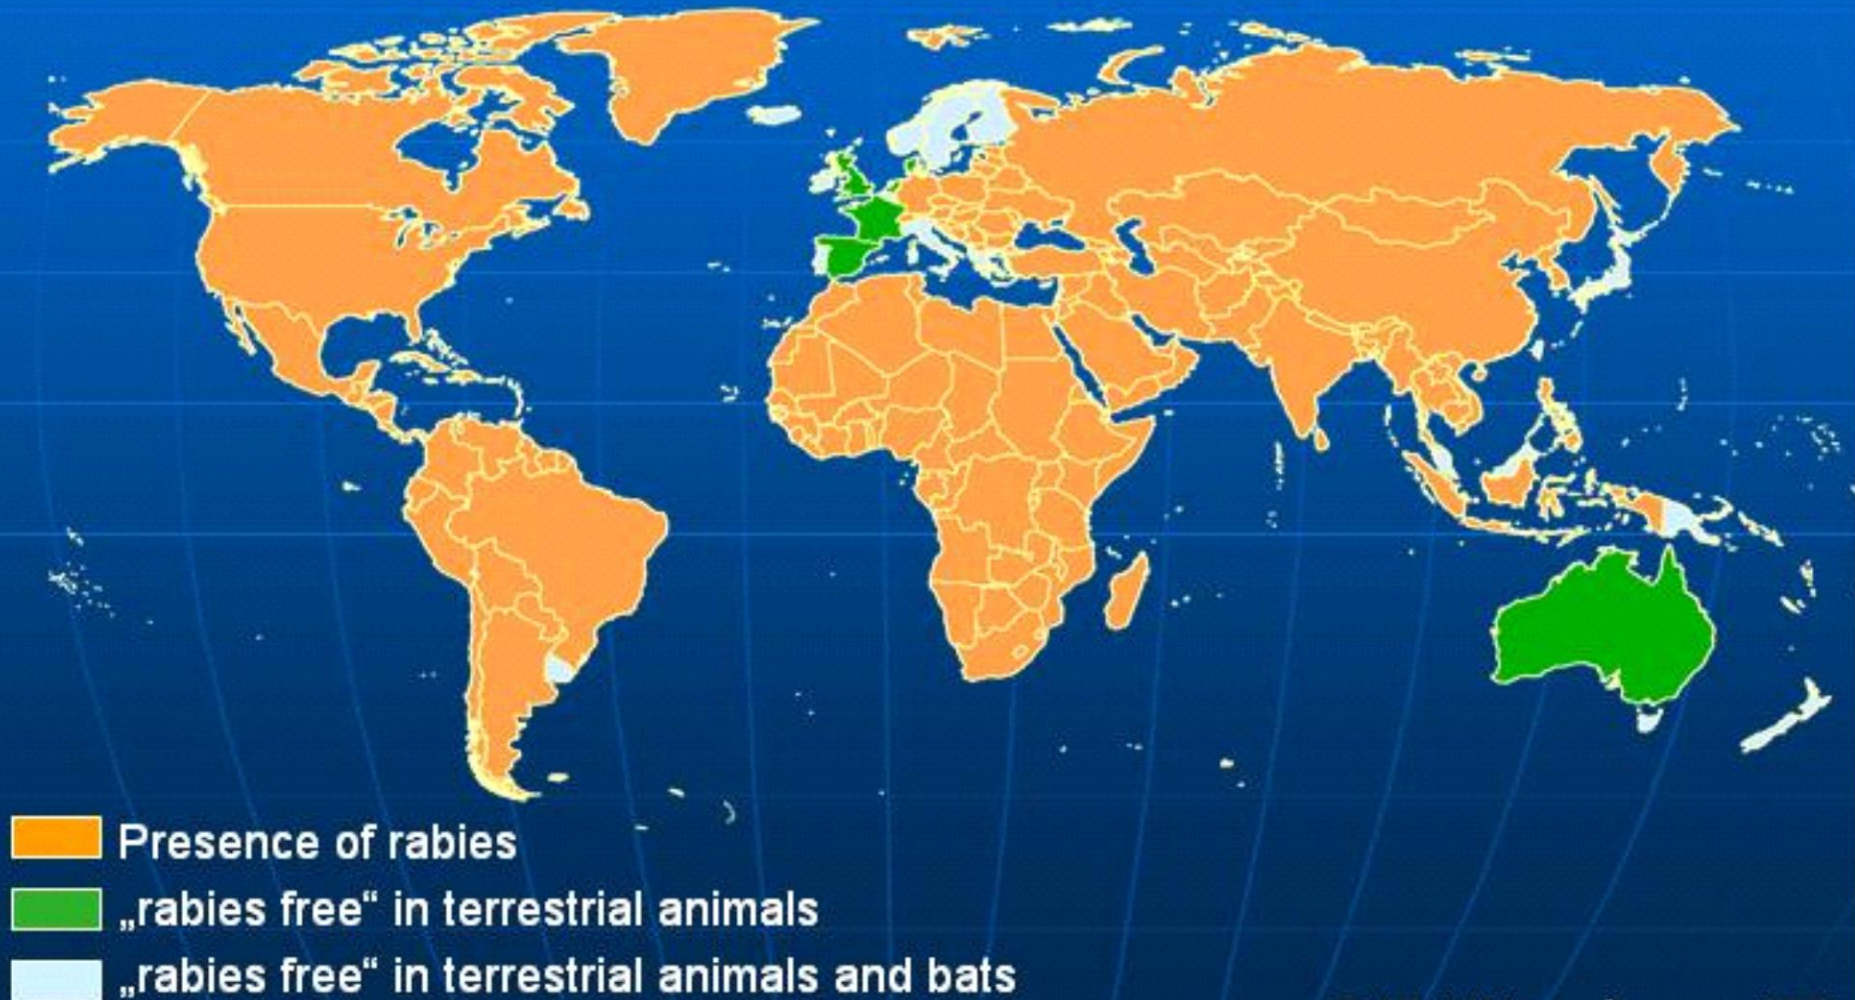 Presence of rabies
„rabies free“ in terrestrial animals
„rabies free“ in terrestrial animals and bats